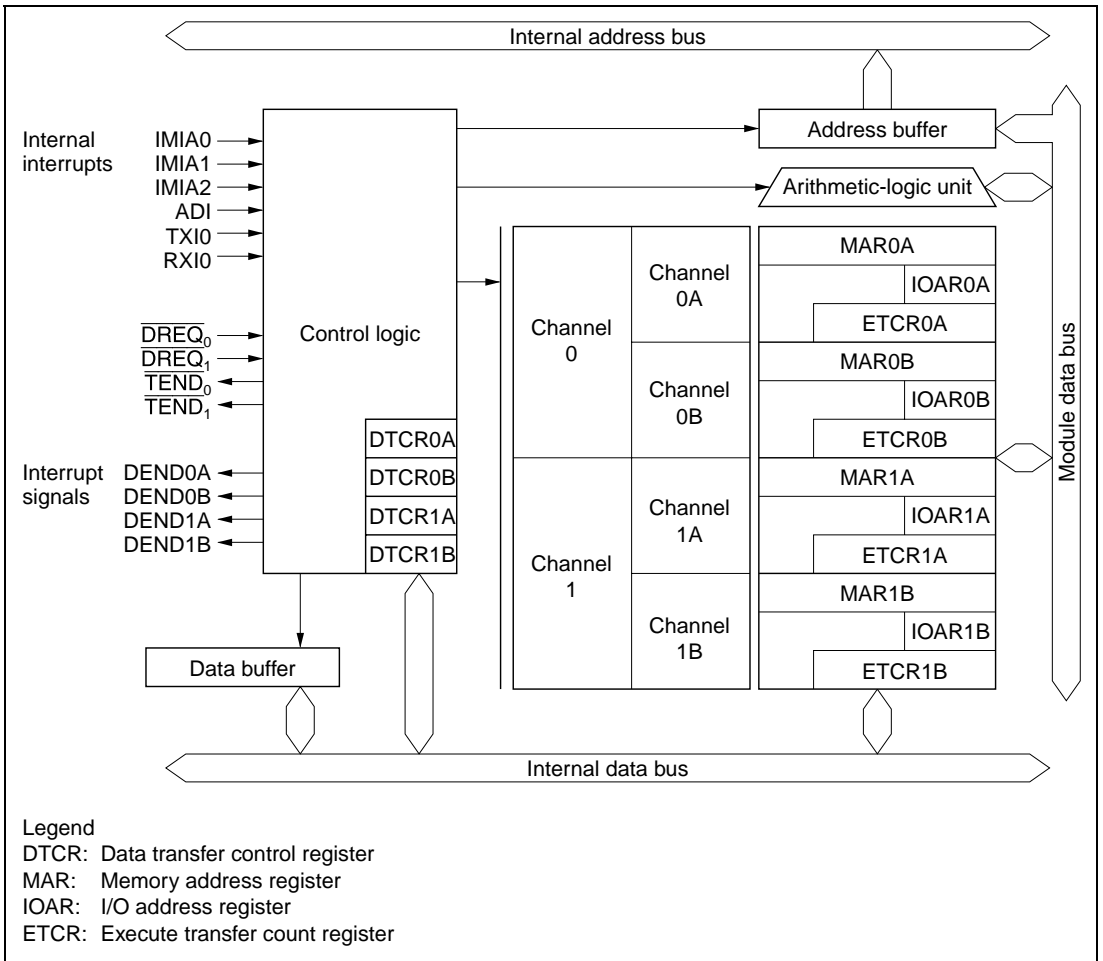 Internal address bus
Internal
interrupts
IMIA0
IMIA1
IMIA2
ADI
TXI0
RXI0
DREQ0
DREQ1
TEND0
TEND1
Interrupt
signals
DEND0A
DEND0B
DEND1A
DEND1B
Control logic
DTCR0A
DTCR0B
DTCR1A
DTCR1B
Data buffer
Address buffer
Arithmetic-logic unit
Channel
0
Channel
0A
Channel
0B
Channel
1
Channel
1A
Channel
1B
MAR0A
IOAR0A
ETCR0A
MAR0B
IOAR0B
ETCR0B
MAR1A
IOAR1A
ETCR1A
MAR1B
IOAR1B
ETCR1B
Module data bus
Internal data bus
Legend
DTCR: Data transfer control register
MAR: Memory address register
IOAR: I/O address register
ETCR: Execute transfer count register